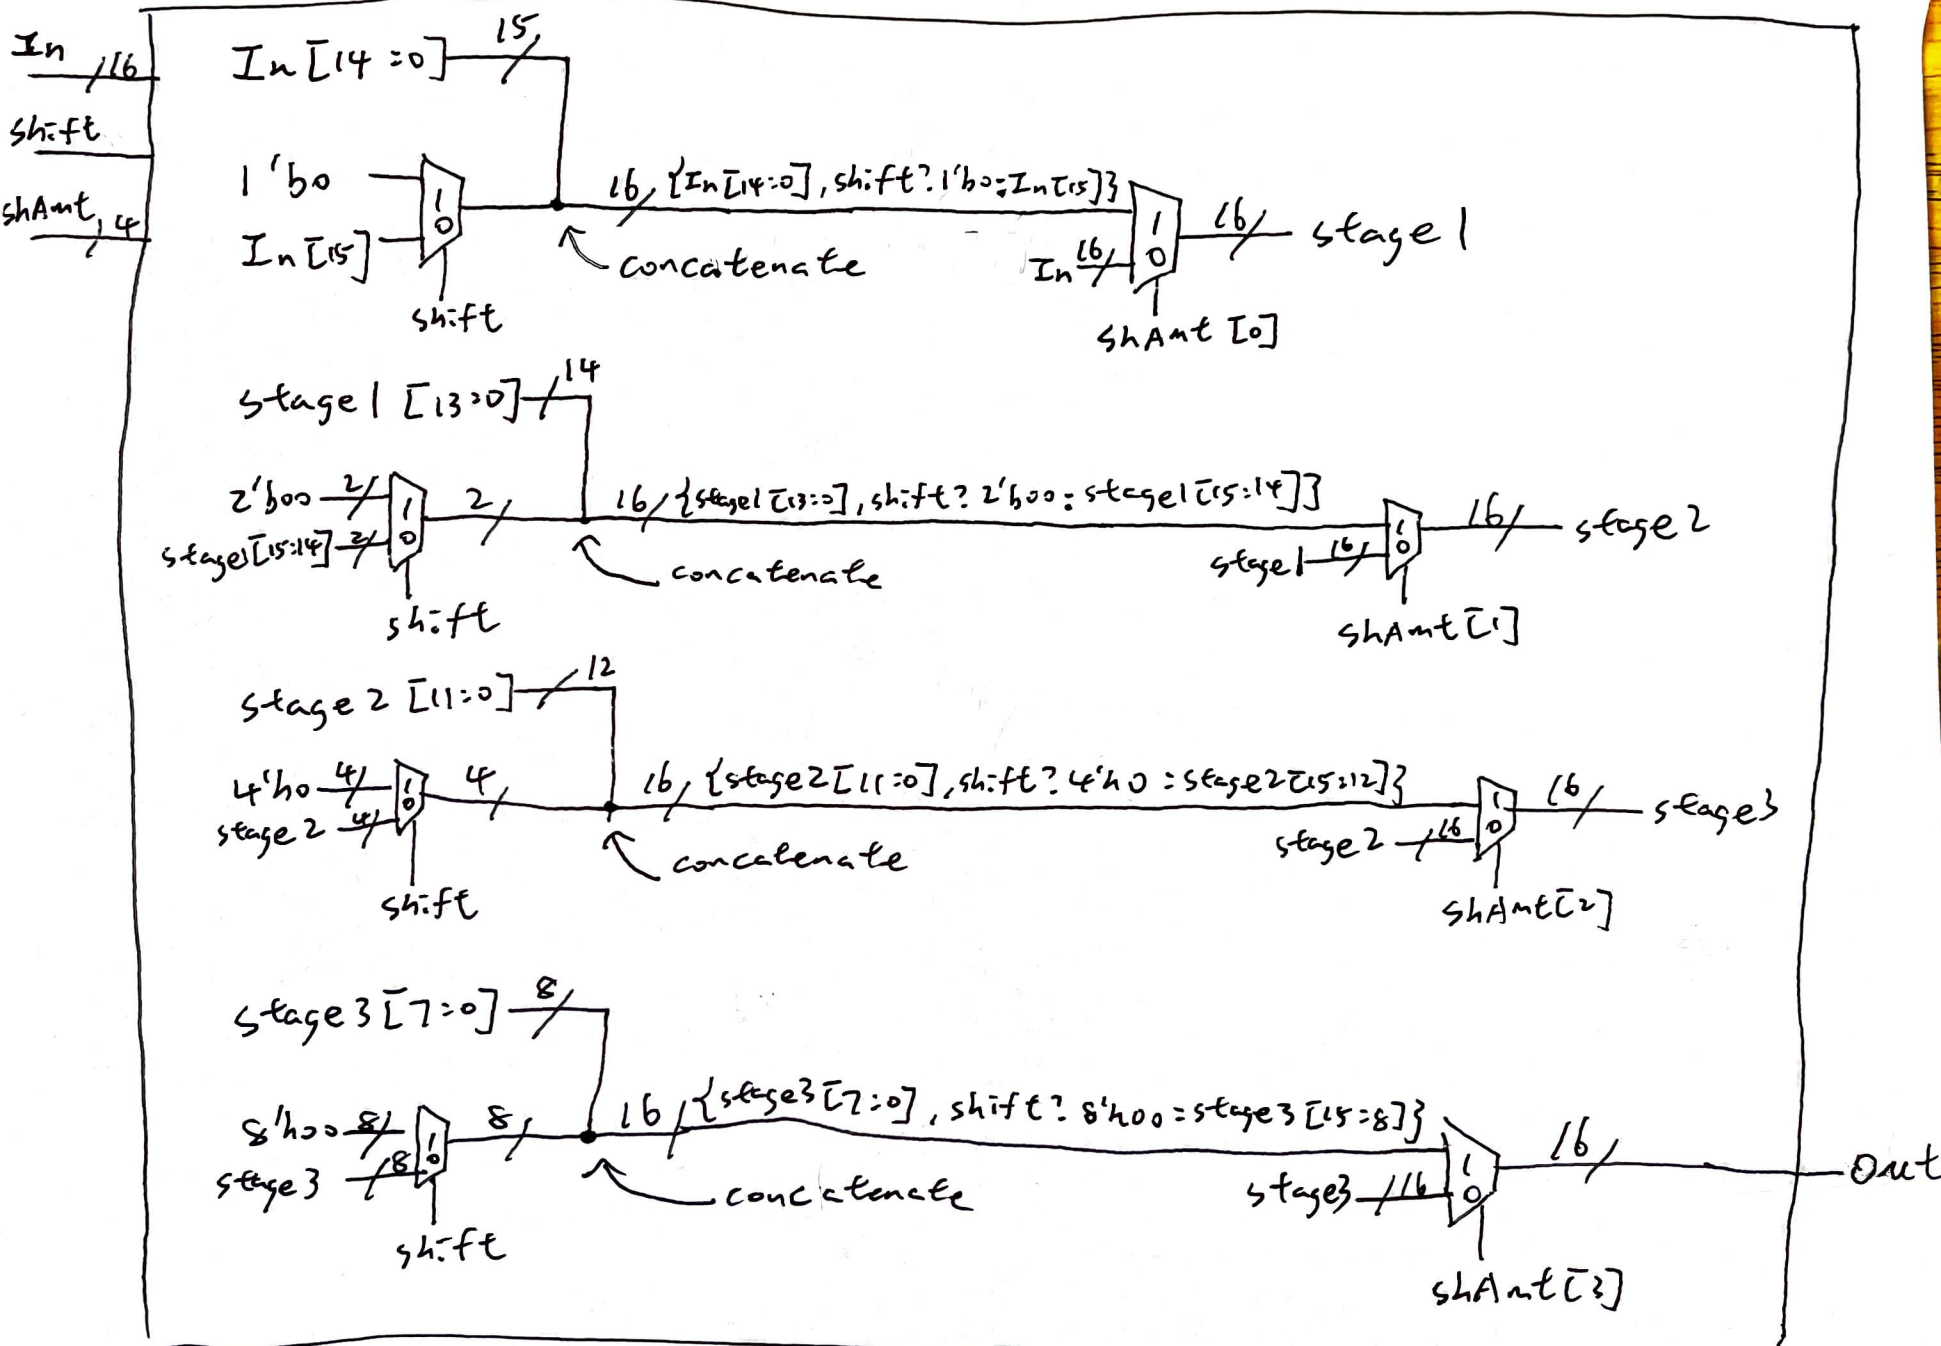 In
16
shift
shAmt
4
In[14:0]
15
1'b0
In[15]
1
0
shift
16
{In[14:0], shift? 1'b0:In[15]}
concatenate
In
16
1
0
shAmt[0]
16
stage1
stage1[13:0]
14
2'b00
2
stage1[15:14]
2
1
0
shift
2
16
{stage1[13:0], shift? 2'b00:stage1[15:14]}
concatenate
stage1
16
1
0
shAmt[1]
16
stage2
stage2[11:0]
12
4'h0
4
stage2
4
1
0
shift
4
16
{stage2[11:0], shift? 4'h0:stage2[15:12]}
concatenate
stage2
16
1
0
shAmt[2]
16
stage3
stage3[7:0]
8
8'h00
8
stage3
8
1
0
shift
8
16
{stage3[7:0], shift? 8'h00:stage3[15:8]}
concatenate
stage3
16
1
0
shAmt[3]
16
Out